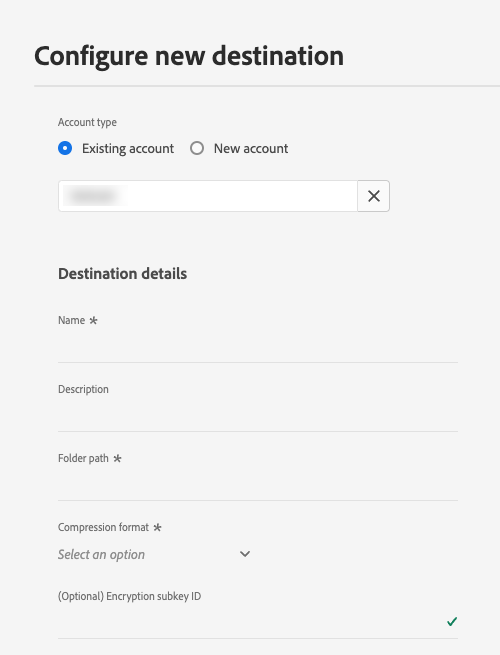 Configure new destination
Account type
Existing account New account
Destination details
Name *
Description
Folder path *
Compression format *
Select an option
(Optional) Encryption subkey ID